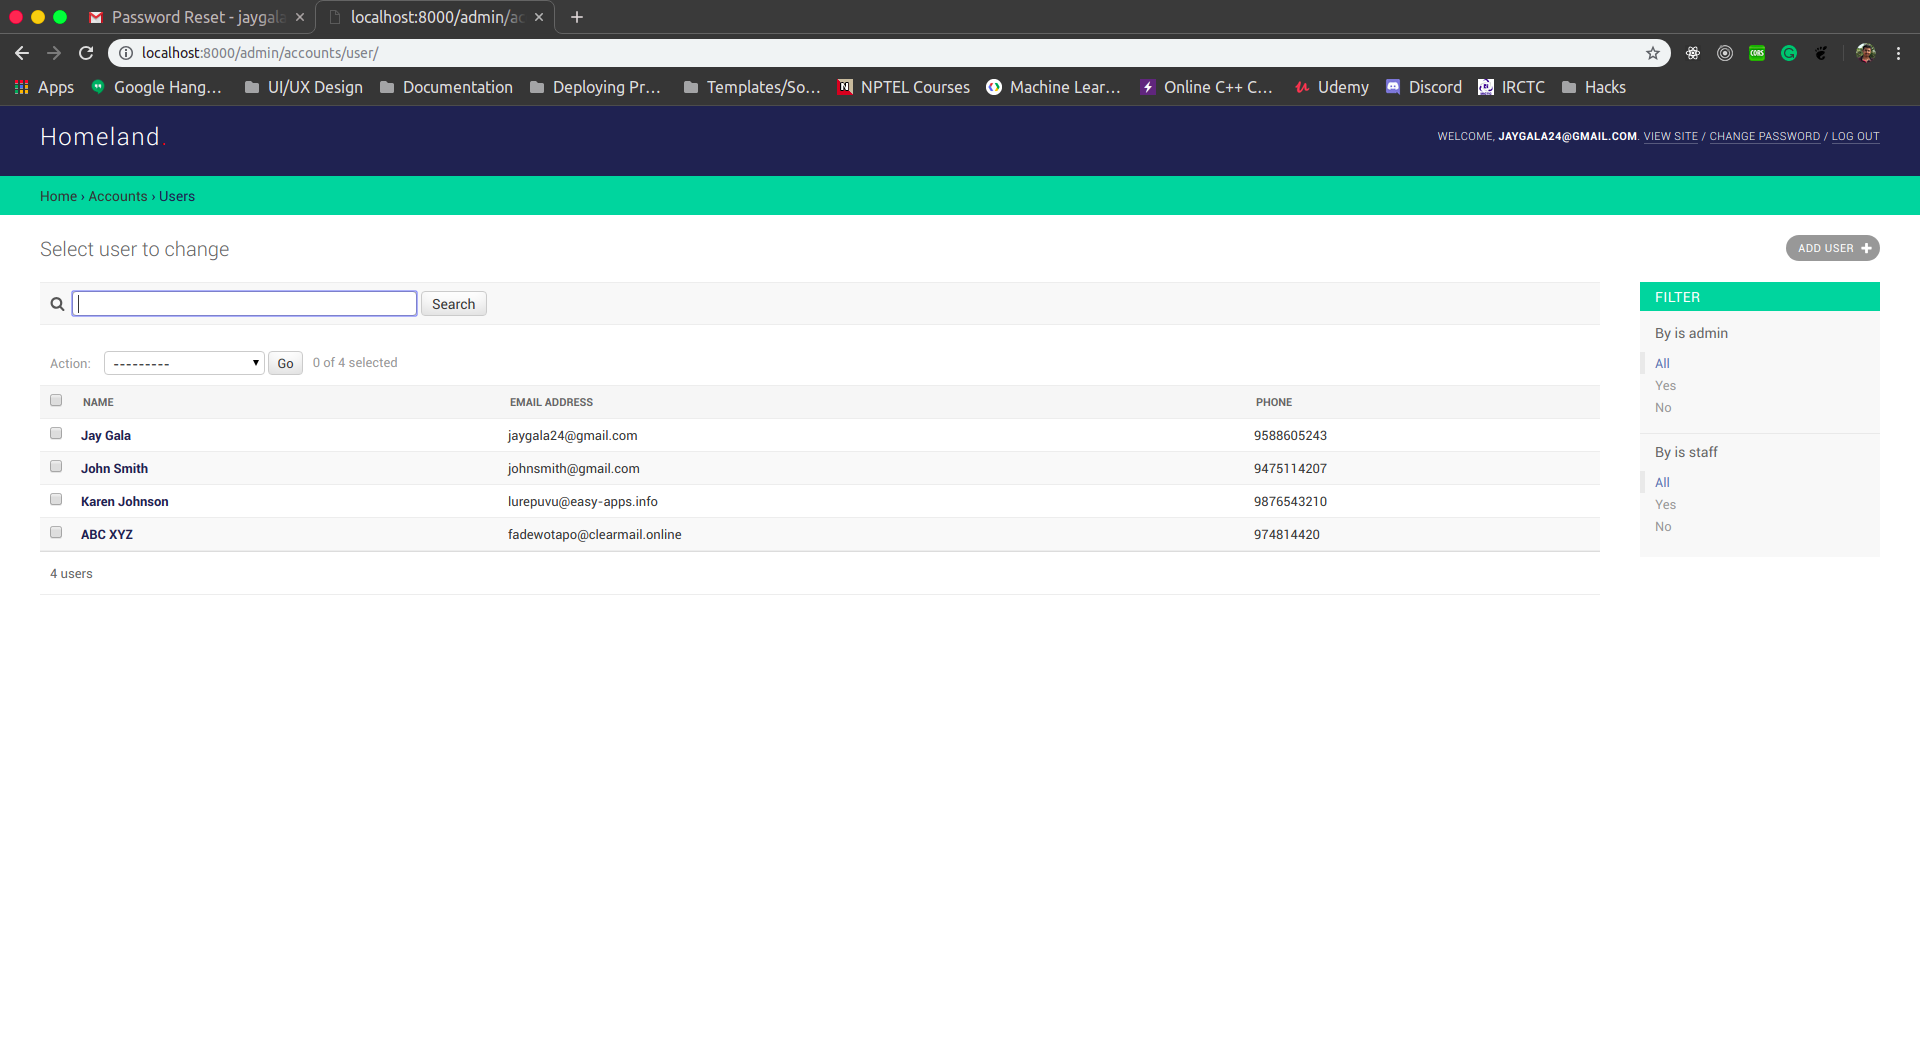 Password Reset - jaygala
localhost:8000/admin/ac
localhost:8000/admin/accounts/user/
Apps Google Hang... UI/UX Design Documentation Deploying Pr... Templates/So... NPTEL Courses Machine Lear... Online C++ C... Udemy Discord IRCTC Hacks
Homeland.
WELCOME, JAYGALA24@GMAIL.COM. VIEW SITE / CHANGE PASSWORD / LOG OUT
Home › Accounts › Users
Select user to change
ADD USER
Search
Action: --------- Go 0 of 4 selected
NAME EMAIL ADDRESS PHONE
Jay Gala jaygala24@gmail.com 9588605243
John Smith johnsmith@gmail.com 9475114207
Karen Johnson lurepuvu@easy-apps.info 9876543210
ABC XYZ fadewotapo@clearmail.online 974814420
4 users
FILTER
By is admin
All
Yes
No
By is staff
All
Yes
No